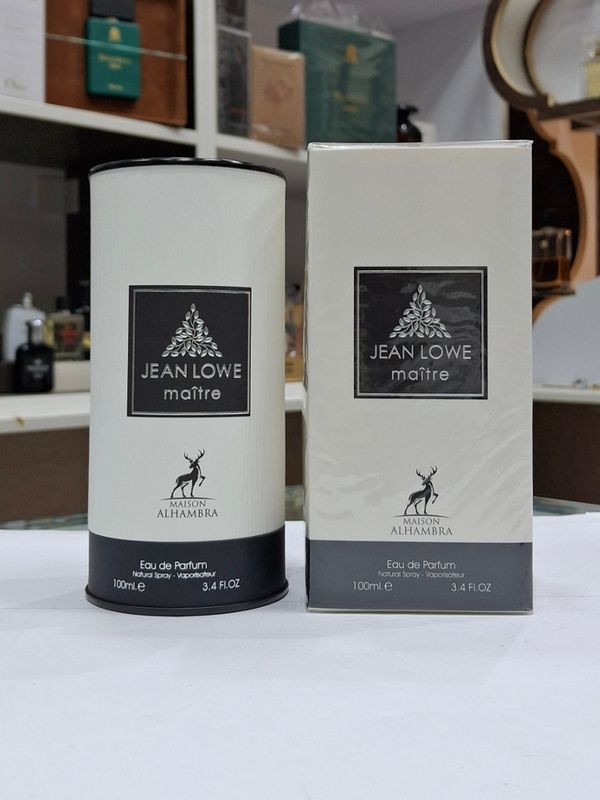 JEAN LOWE
maître
MAISON
ALHAMBRA
Eau de Parfum
Natural Spray - Vaporisateur
100ml.℮ 3.4 Fl.OZ
JEAN LOWE
maître
MAISON
ALHAMBRA
Eau de Parfum
Natural Spray - Vaporisateur
100ml.℮ 3.4 Fl.OZ